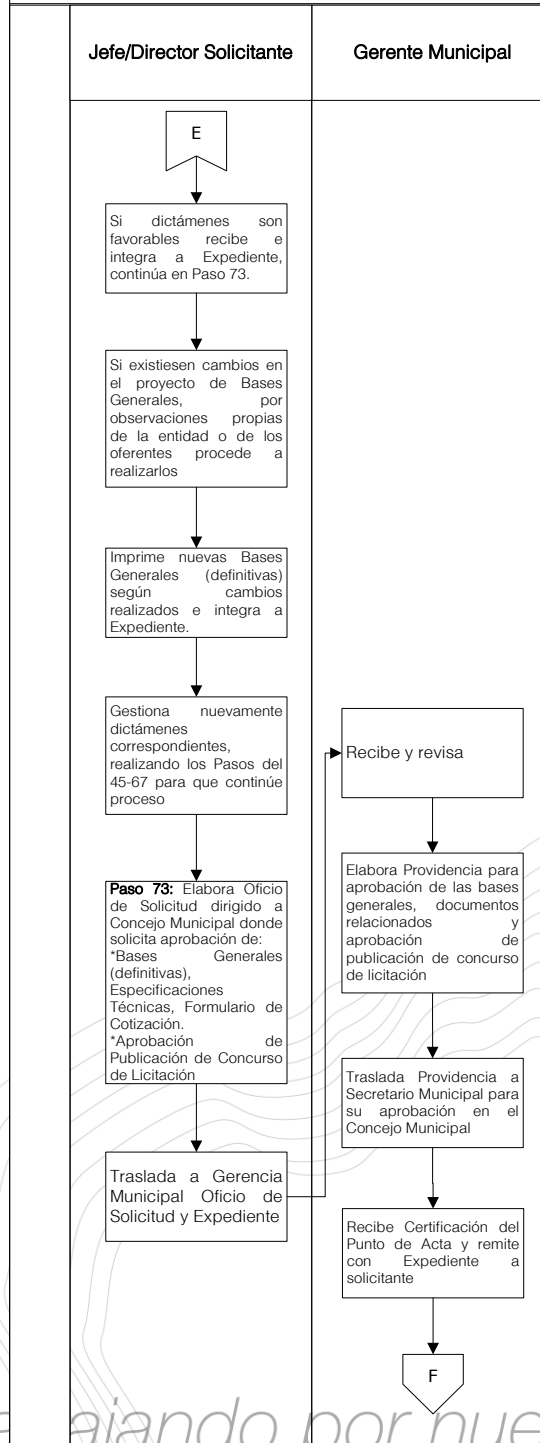 Jefe/Director Solicitante
Gerente Municipal
E
Si dictámenes son
favorables recibe e
integra a Expediente,
continúa en Paso 73.
Si existiesen cambios en
el proyecto de Bases
Generales, por
observaciones propias
de la entidad o de los
oferentes procede a
realizarlos
Imprime nuevas Bases
Generales (definitivas)
según cambios
realizados e integra a
Expediente.
Gestiona nuevamente
dictámenes
correspondientes,
realizando los Pasos del
45-67 para que continúe
proceso
Paso 73: Elabora Oficio
de Solicitud dirigido a
Concejo Municipal donde
solicita aprobación de:
*Bases Generales
(definitivas),
Especificaciones
Técnicas, Formulario de
Cotización.
*Aprobación de
Publicación de Concurso
de Licitación
Traslada a Gerencia
Municipal Oficio de
Solicitud y Expediente
Recibe y revisa
Elabora Providencia para
aprobación de las bases
generales, documentos
relacionados y
aprobación de
publicación de concurso
de licitación
Traslada Providencia a
Secretario Municipal para
su aprobación en el
Concejo Municipal
Recibe Certificación del
Punto de Acta y remite
con Expediente a
solicitante
F
ajando por nue